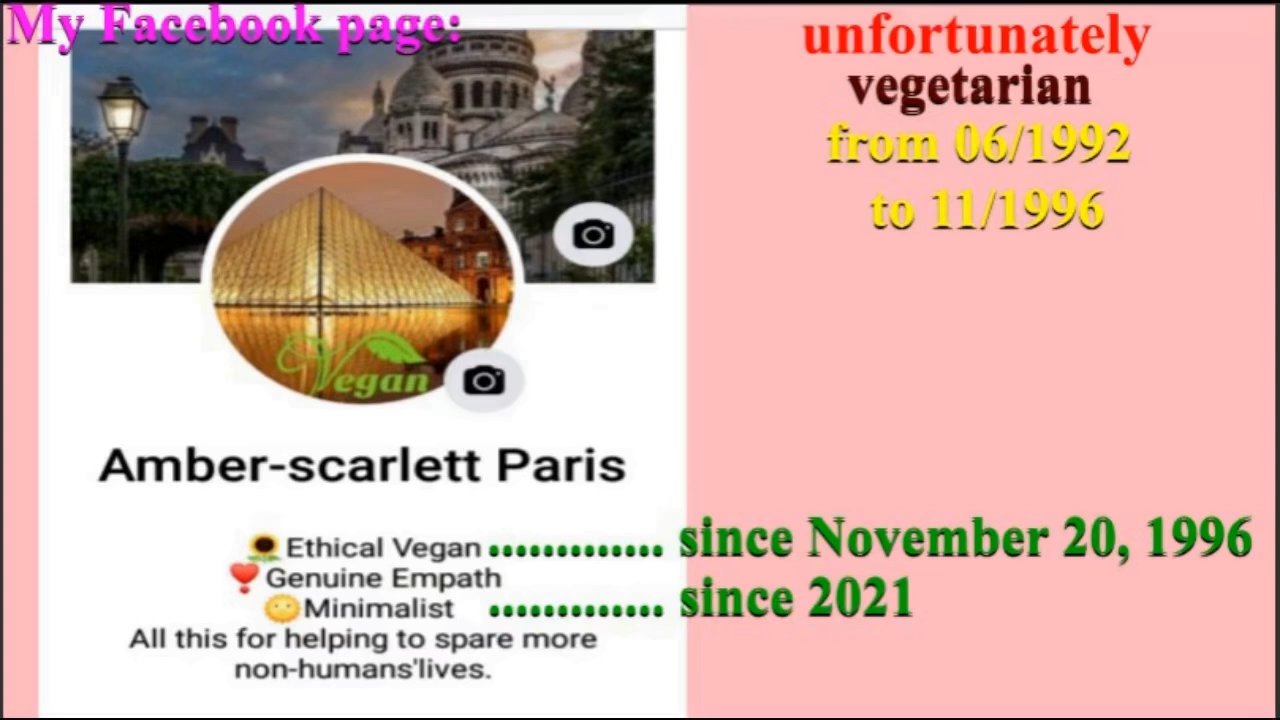 My Facebook page:
unfortunately
vegetarian
from 06/1992
to 11/1996
Vegan
Amber-scarlett Paris
🌻Ethical Vegan ............. since November 20, 1996
❣️Genuine Empath
🌝Minimalist ............. since 2021
All this for helping to spare more
non-humans'lives.